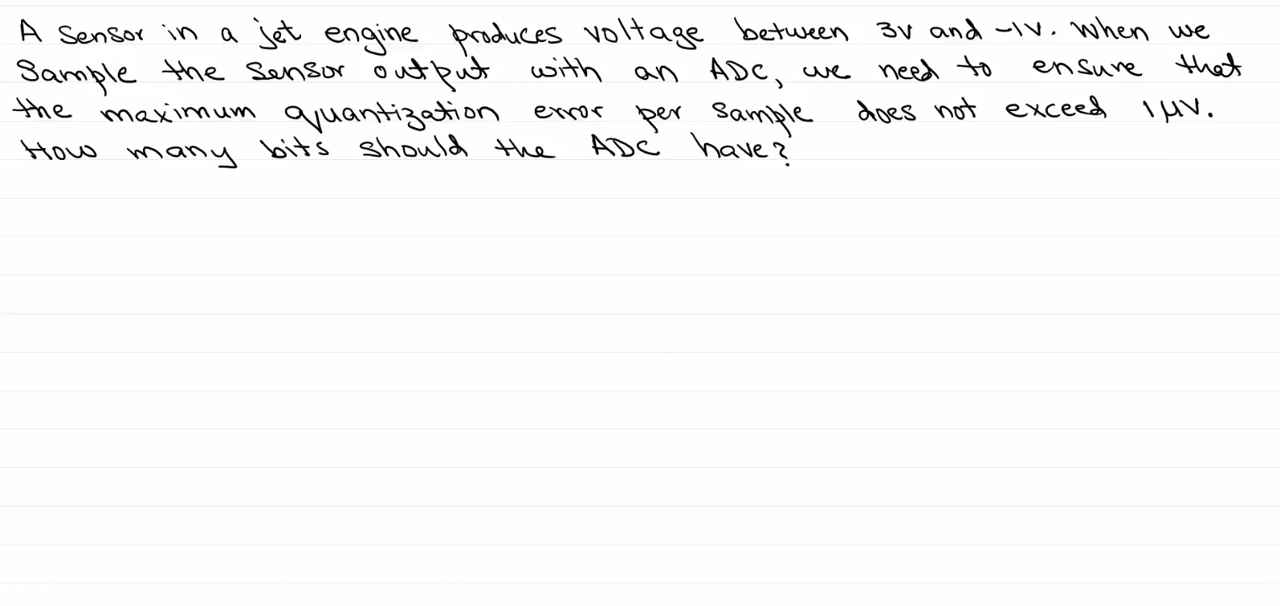 A sensor in a jet engine produces voltage between 3V and -1V. When we
sample the sensor output with an ADC, we need to ensure that
the maximum quantization error per sample does not exceed 1μV.
How many bits should the ADC have?